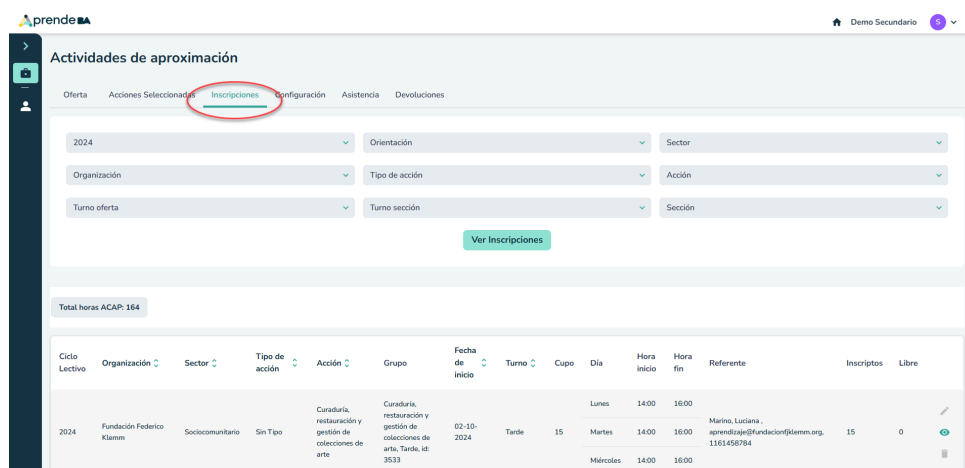 Aprende BA
Demo Secundario S
Actividades de aproximación
Oferta Acciones Seleccionadas Inscripciones Configuración Asistencia Devoluciones
2024 Orientación Sector
Organización Tipo de acción Acción
Turno oferta Turno sección Sección
Ver Inscripciones
Total horas ACAP: 164
Ciclo Lectivo Organización Sector Tipo de acción Acción Grupo Fecha de inicio Turno Cupo Día Hora inicio Hora fin Referente Inscriptos Libre
2024 Fundación Federico Klemm Sociocomunitario Sin Tipo Curaduría, restauración y gestión de colecciones de arte Curaduría, restauración y gestión de colecciones de arte, Tarde, id: 3533 02-10-2024 Tarde 15 Lunes 14:00 16:00 Marino, Luciana , aprendizaje@fundacionfjklemm.org, 1161458784 15 0
Martes 14:00 16:00
Miércoles 14:00 16:00